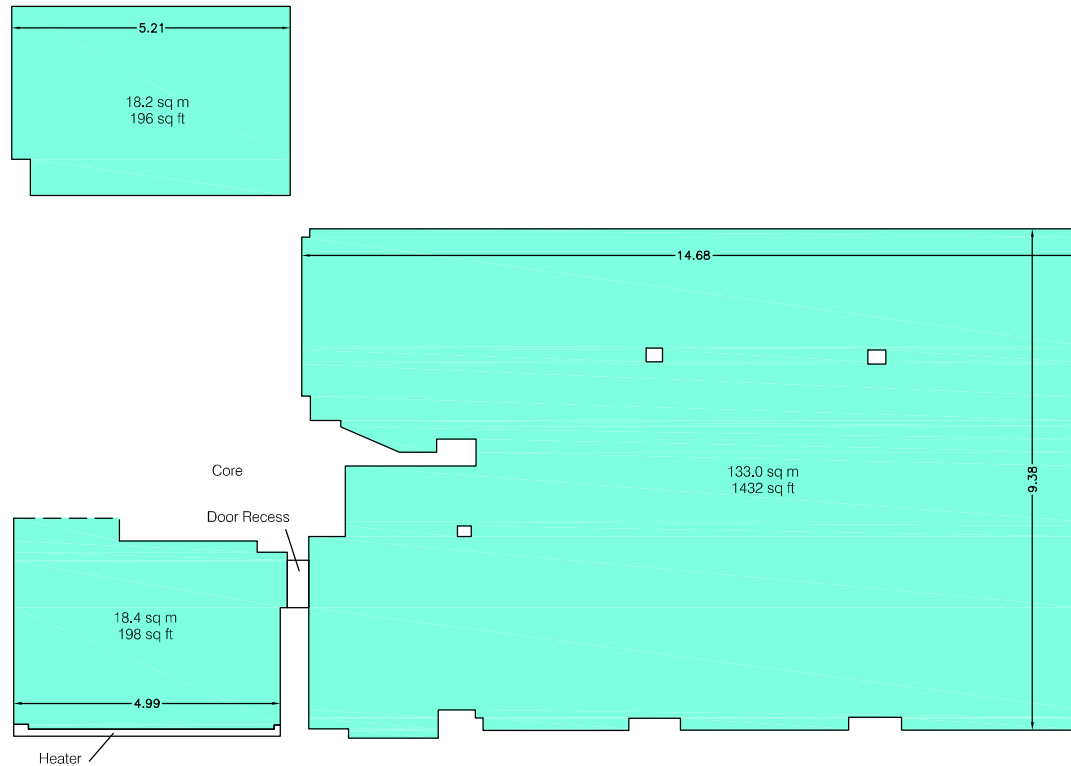 5.21
18.2 sq m
196 sq ft
14.68
9.38
133.0 sq m
1432 sq ft
Core
Door Recess
18.4 sq m
198 sq ft
4.99
Heater